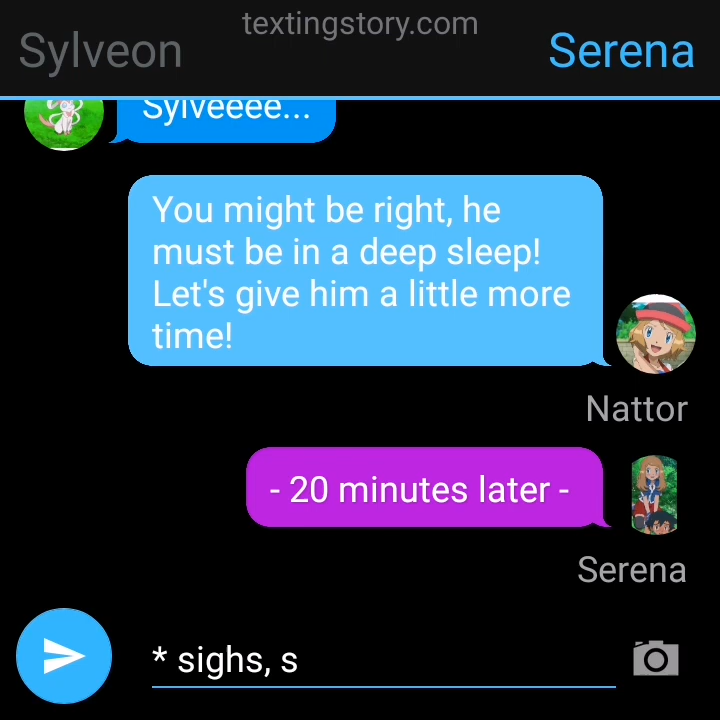 textingstory.com
Sylveon
Serena
Sylveeee...
You might be right, he
must be in a deep sleep!
Let's give him a little more
time!
Nattor
- 20 minutes later -
Serena
* sighs, s